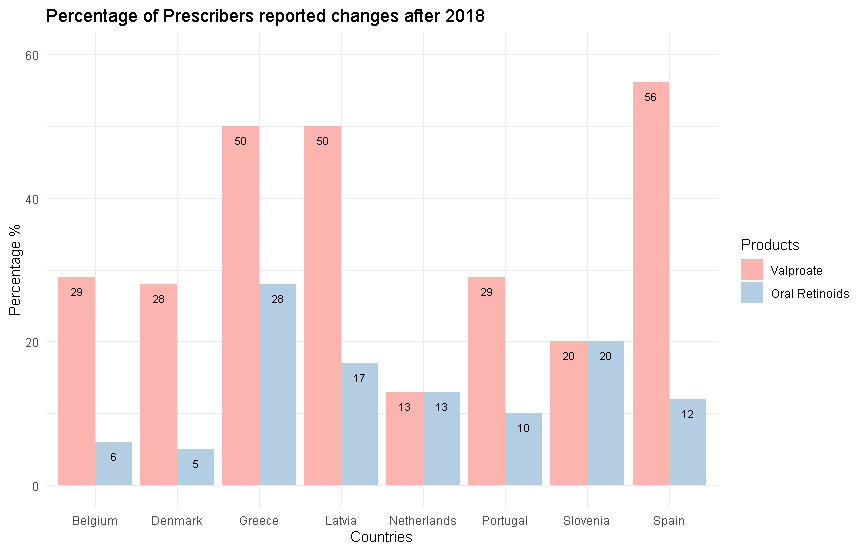 Percentage of Prescribers reported changes after 2018
60
40
20
0
Percentage %
29
6
28
5
50
28
50
17
13
13
29
10
20
20
56
12
Belgium
Denmark
Greece
Latvia
Netherlands
Portugal
Slovenia
Spain
Countries
Products
Valproate
Oral Retinoids